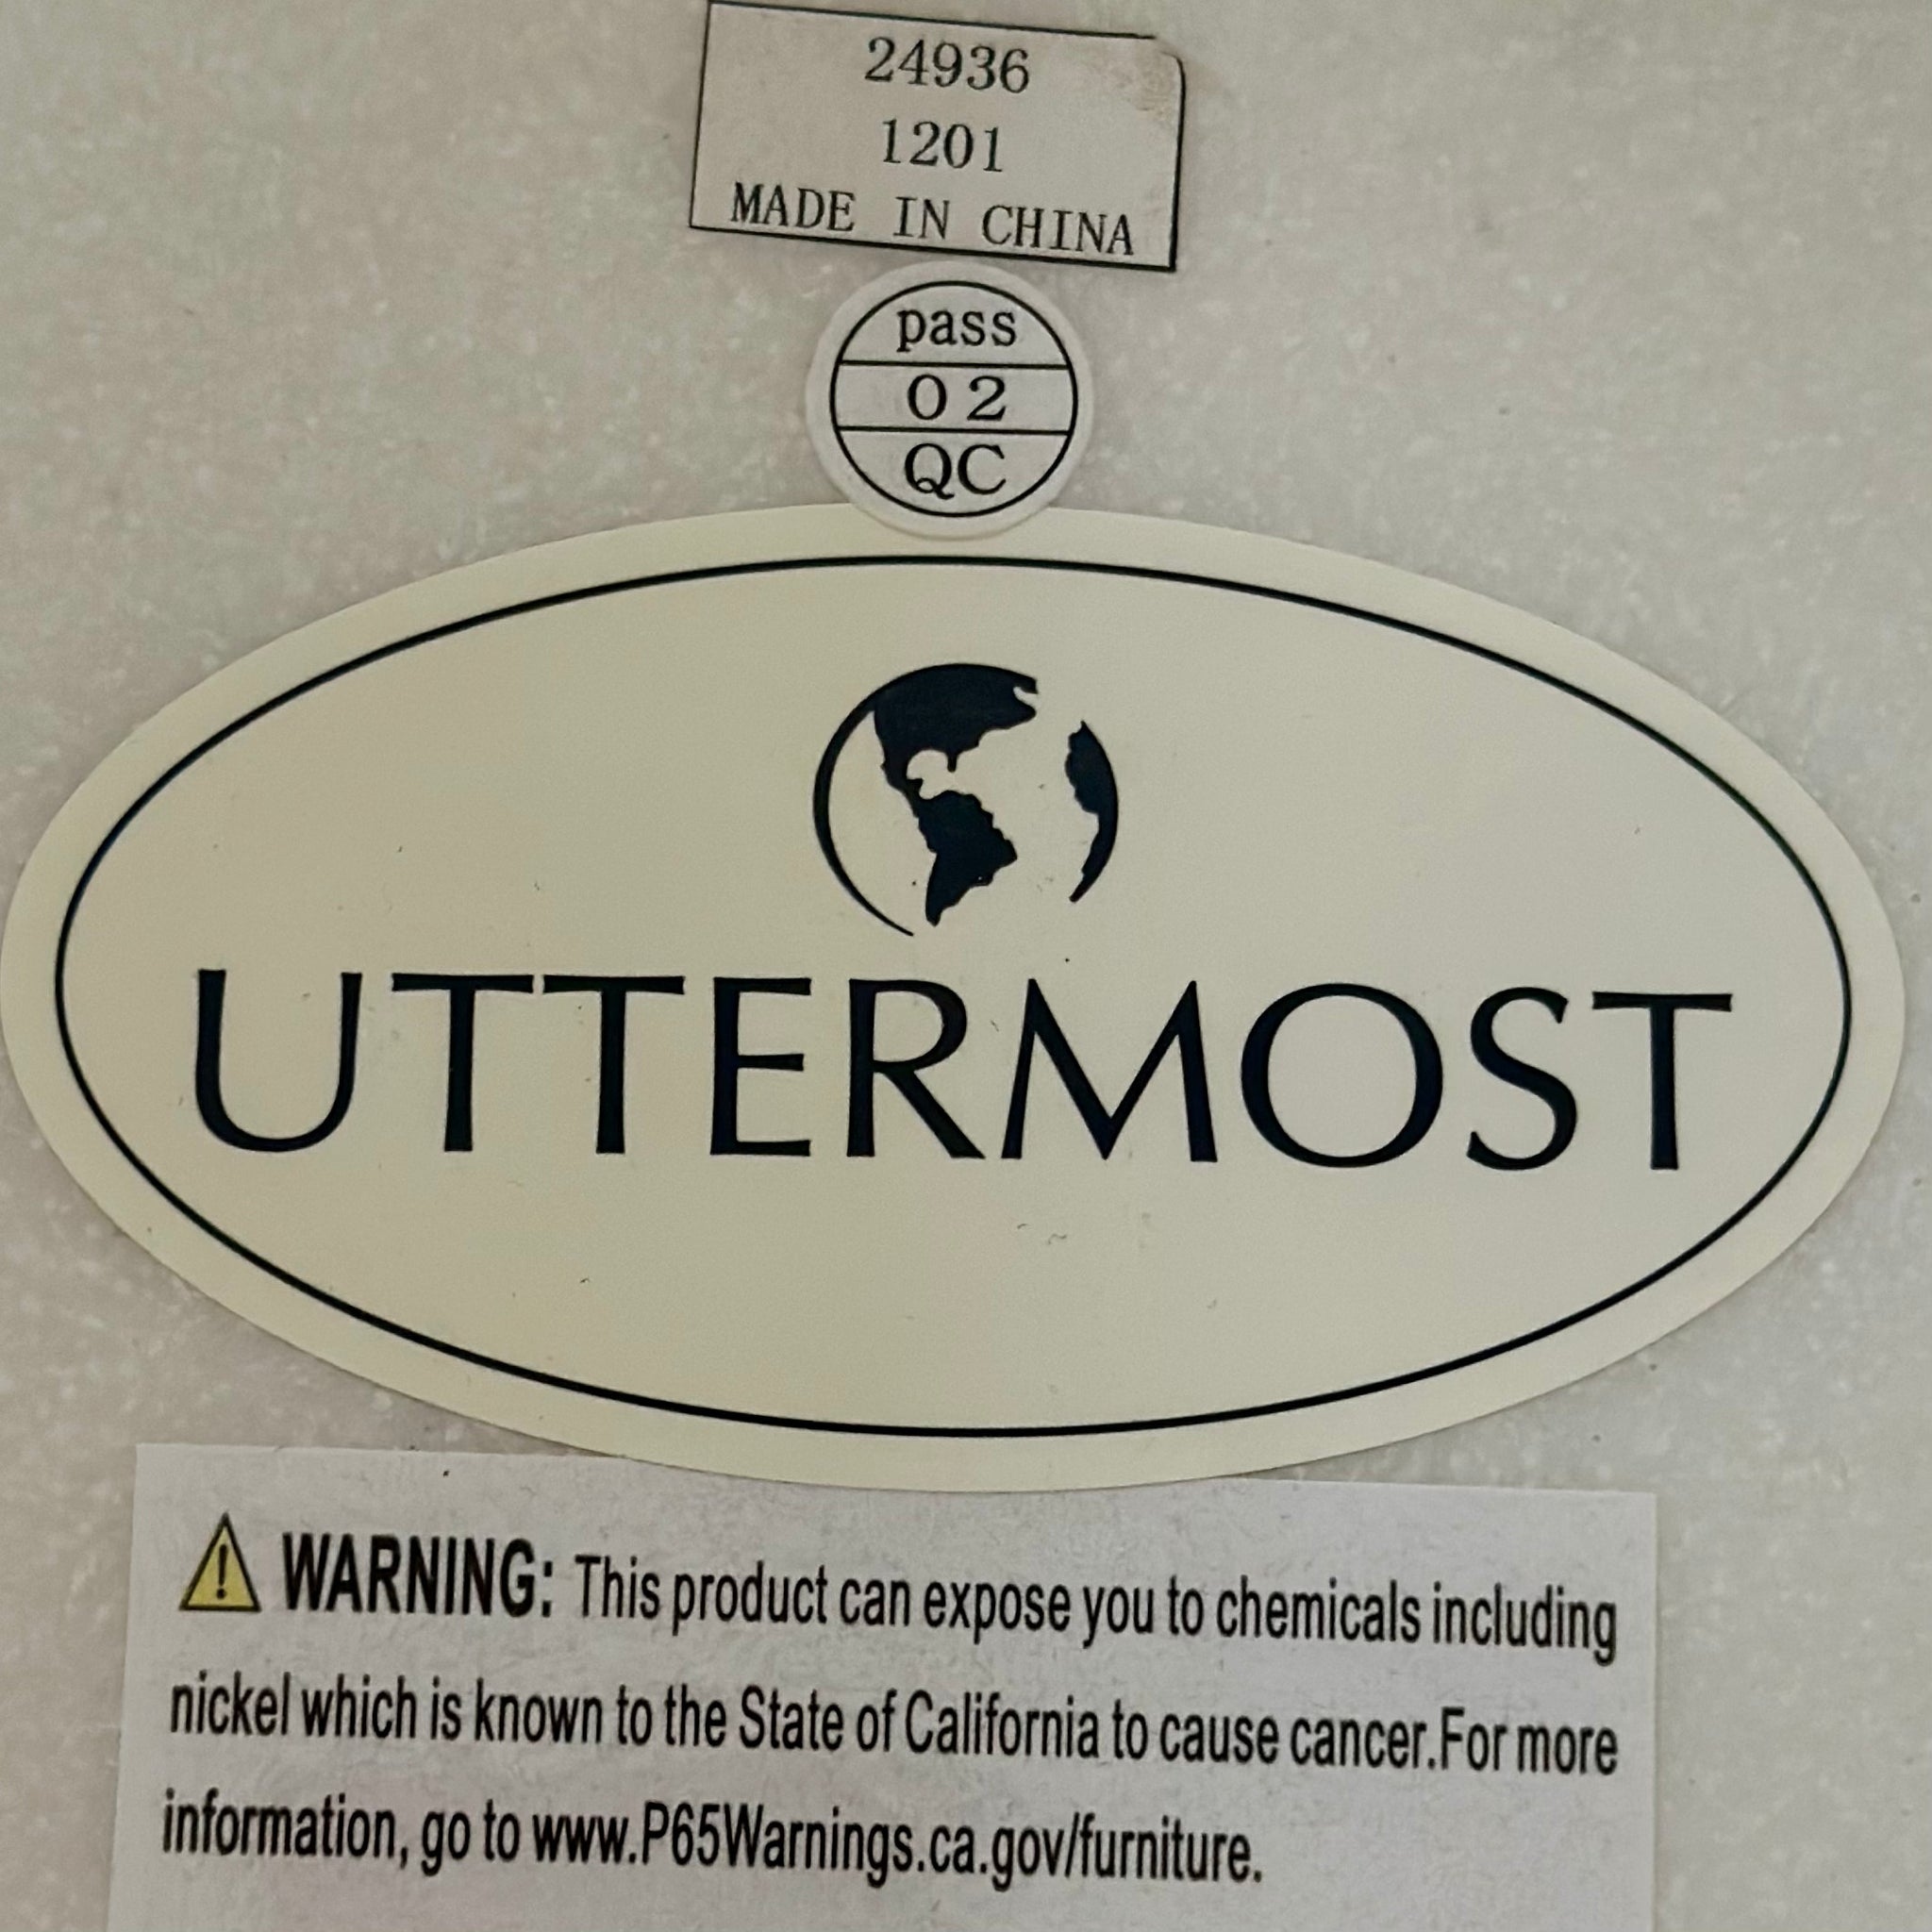 24936
1201
MADE IN CHINA
pass
02
QC
UTTERMOST
WARNING: This product can expose you to chemicals including
nickel which is known to the State of California to cause cancer.For more
information, go to www.P65Warnings.ca.gov/furniture.